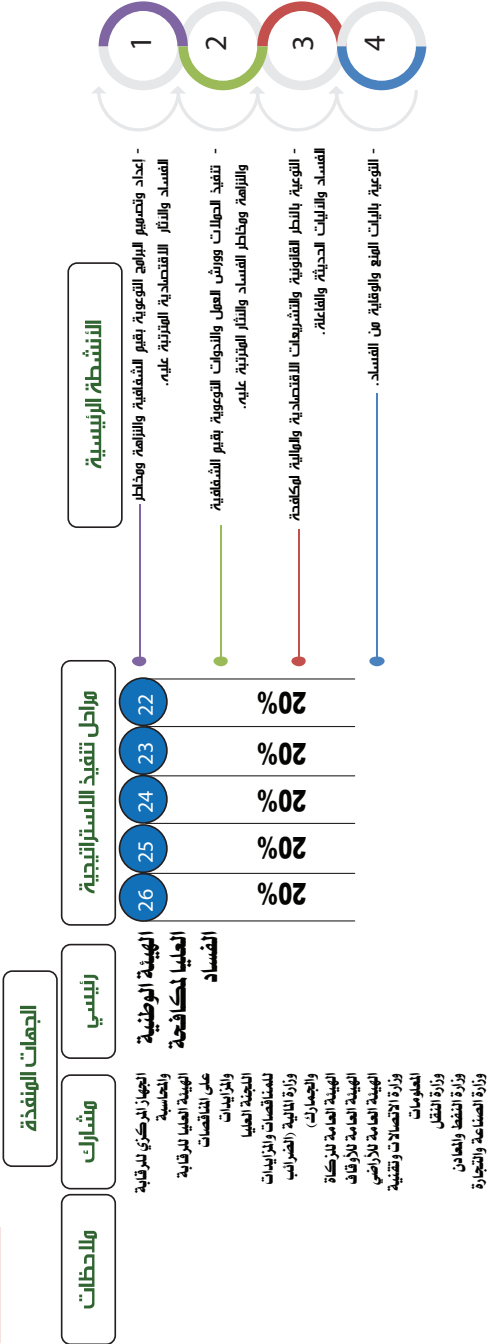 الأنشطة الرئيسية
مراحل تنفيذ الاستراتيجية
الجهات المنفذة
رئيسي
مشارك
ملاحظات
1
- إعداد وتصميم البرامج التوعوية بقيم الشفافية والنزاهة ومخاطر
الفساد والآثار الاقتصادية المترتبة عليه.
2
- تنفيذ الحملات وورش العمل والندوات التوعوية بقيم الشفافية
والنزاهة ومخاطر الفساد والآثار المترتبة عليه.
3
- التوعية بالأطر القانونية والتشريعات الاقتصادية والمالية لمكافحة
الفساد والآليات الحديثة والفاعلة.
4
- التوعية بآليات المنع والوقاية من الفساد.
22
23
24
25
26
20%
20%
20%
20%
20%
الهيئة الوطنية
العليا لمكافحة
الفساد
الجهاز المركزي للرقابة
والمحاسبة
الهيئة العليا للرقابة
على المناقصات
والمزايدات
اللجنة العليا
للمناقصات والمزايدات
وزارة المالية (الضرائب
والجمارك)
الهيئة العامة للزكاة
الهيئة العامة للأوقاف
الهيئة العامة للأراضي
وزارة الاتصالات وتقنية
المعلومات
وزارة النقل
وزارة النفط والمعادن
وزارة الصناعة والتجارة